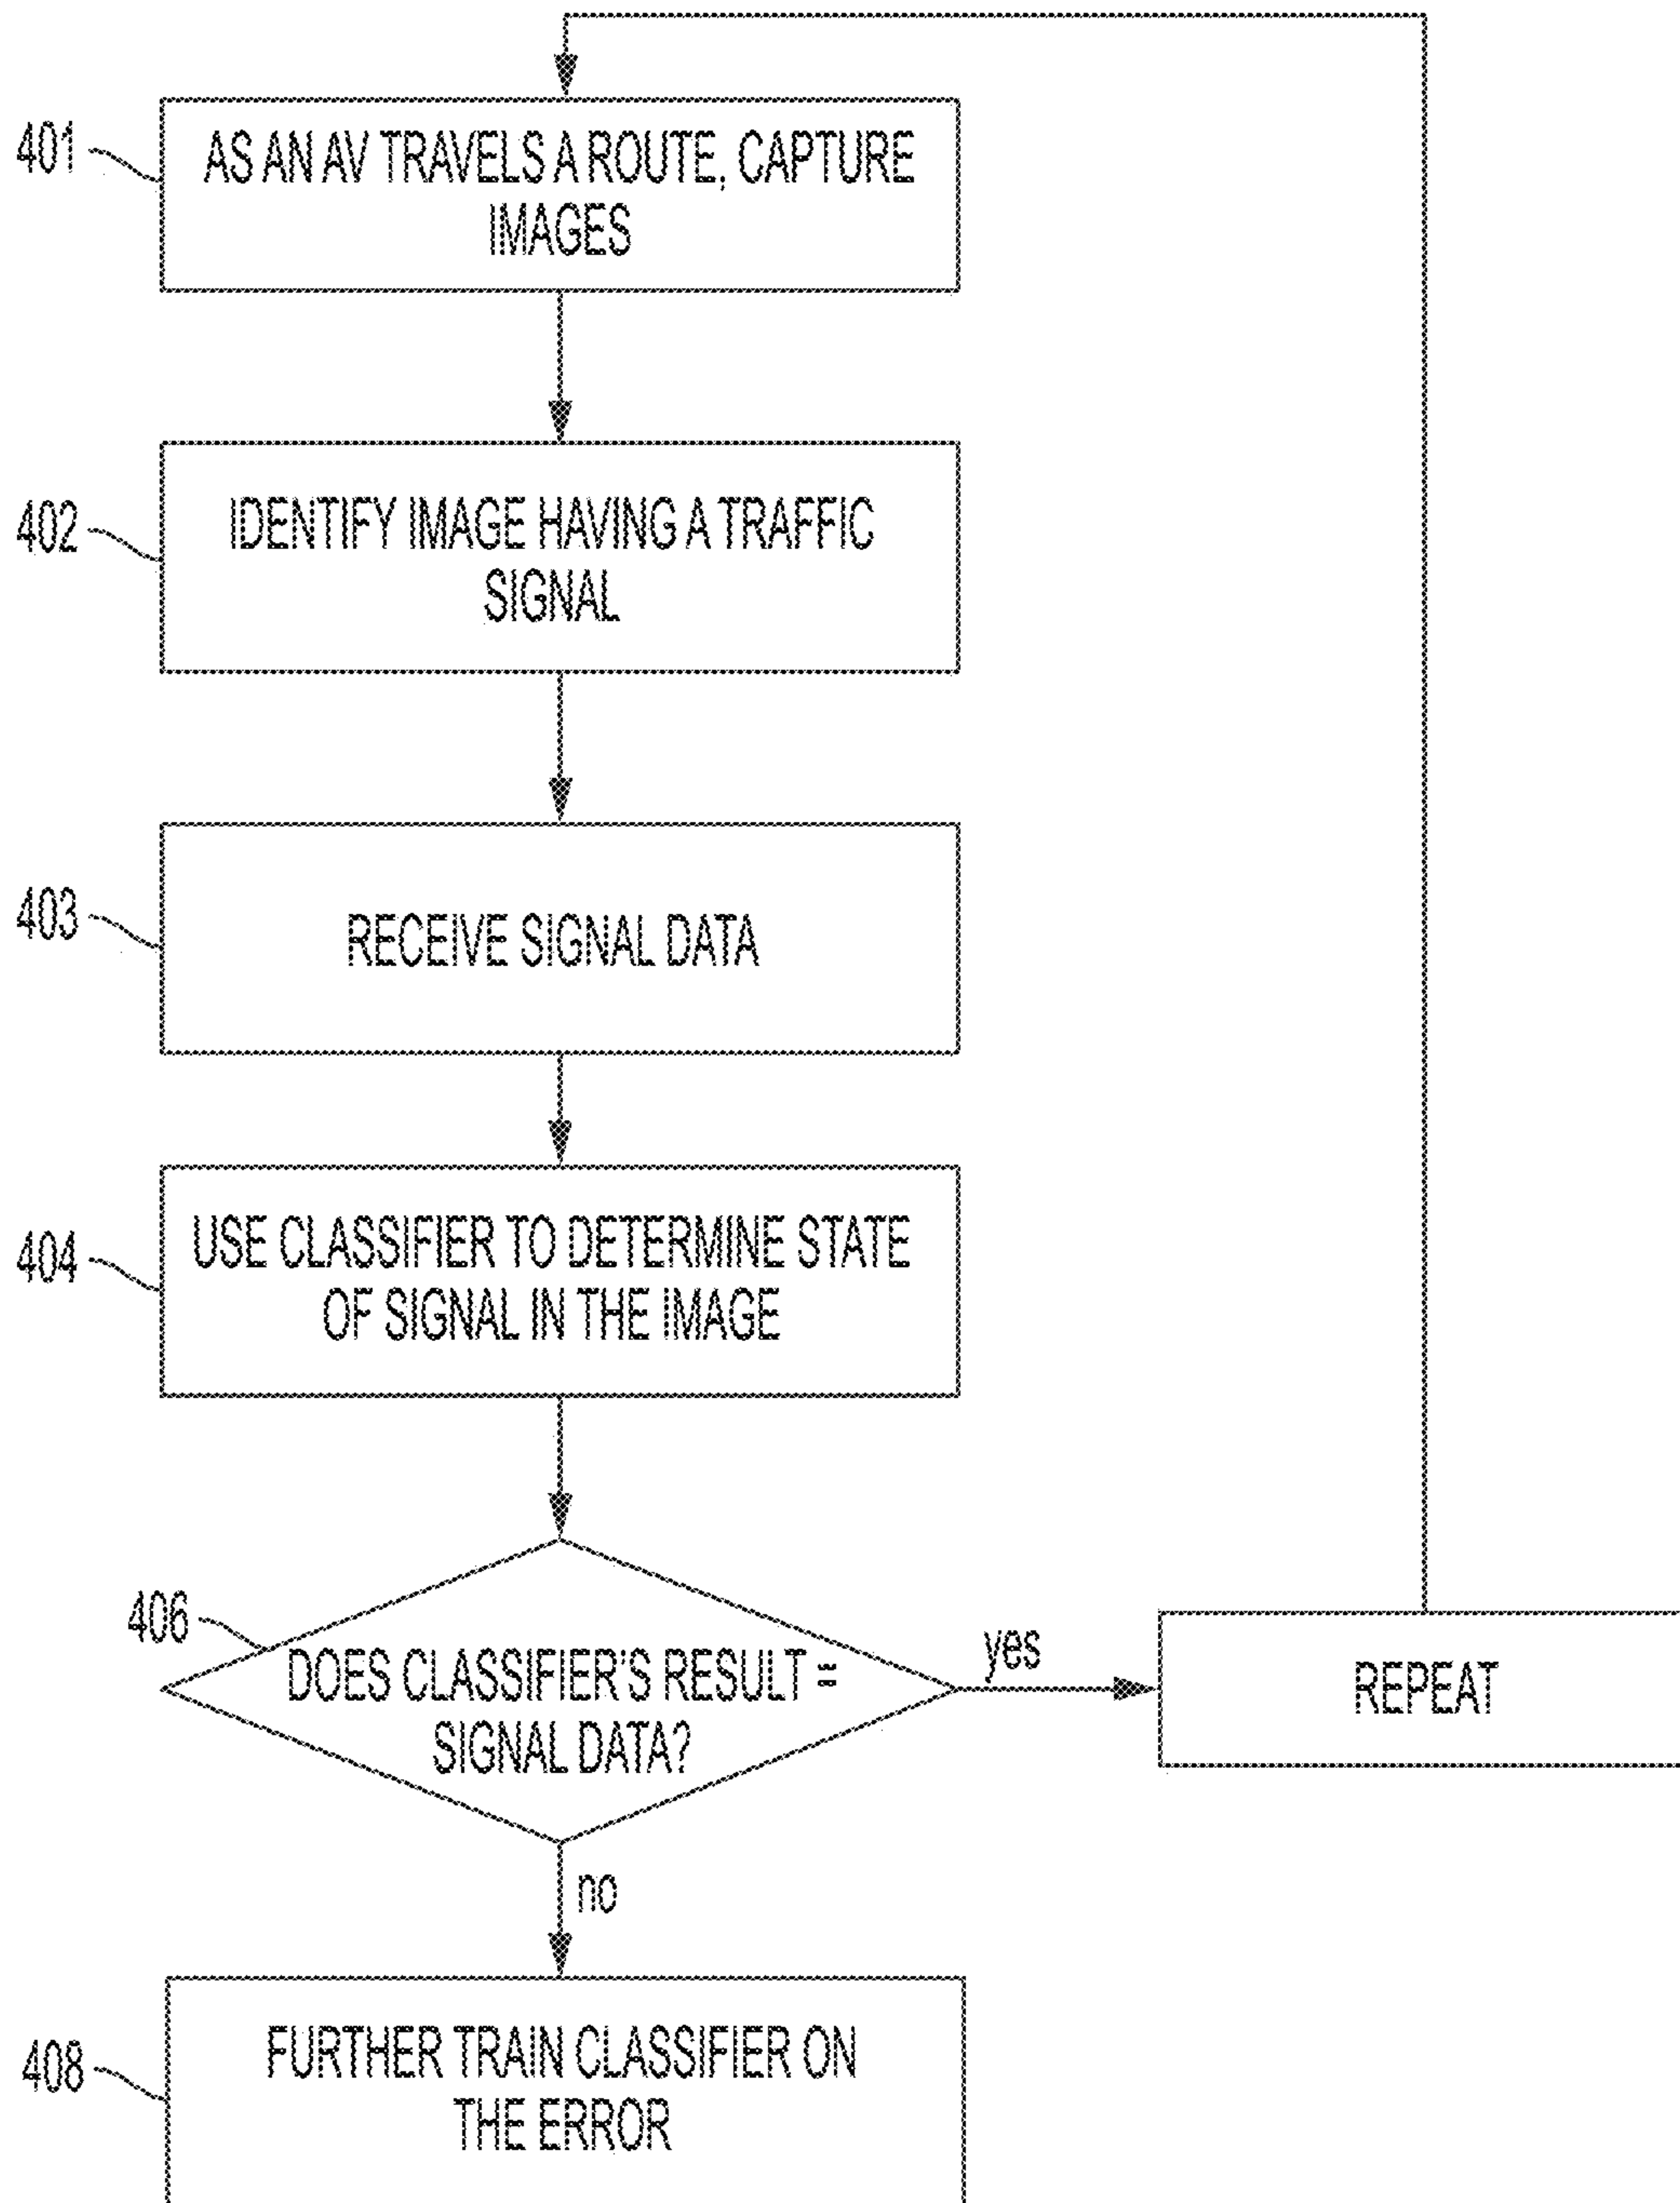 401
AS AN AV TRAVELS A ROUTE, CAPTURE
IMAGES
402
IDENTIFY IMAGE HAVING A TRAFFIC
SIGNAL
403
RECEIVE SIGNAL DATA
404
USE CLASSIFIER TO DETERMINE STATE
OF SIGNAL IN THE IMAGE
406
DOES CLASSIFIER'S RESULT =
SIGNAL DATA?
yes
REPEAT
no
408
FURTHER TRAIN CLASSIFIER ON
THE ERROR